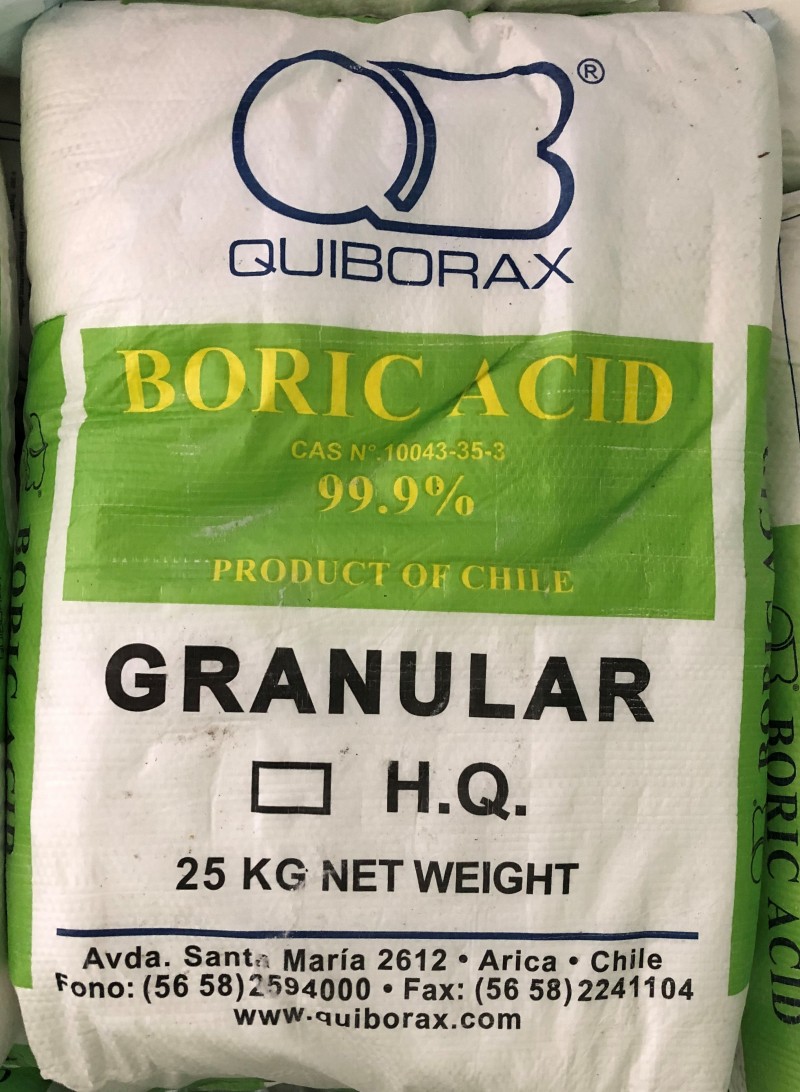 ®
QUIBORAX
BORIC ACID
CAS N°.10043-35-3
99.9%
PRODUCT OF CHILE
GRANULAR
H.Q.
25 KG NET WEIGHT
Avda. Santa María 2612 • Arica • Chile
Fono: (56 58)2594000 • Fax: (56 58)2241104
www.quiborax.com
BORIC ACID
BORIC ACID